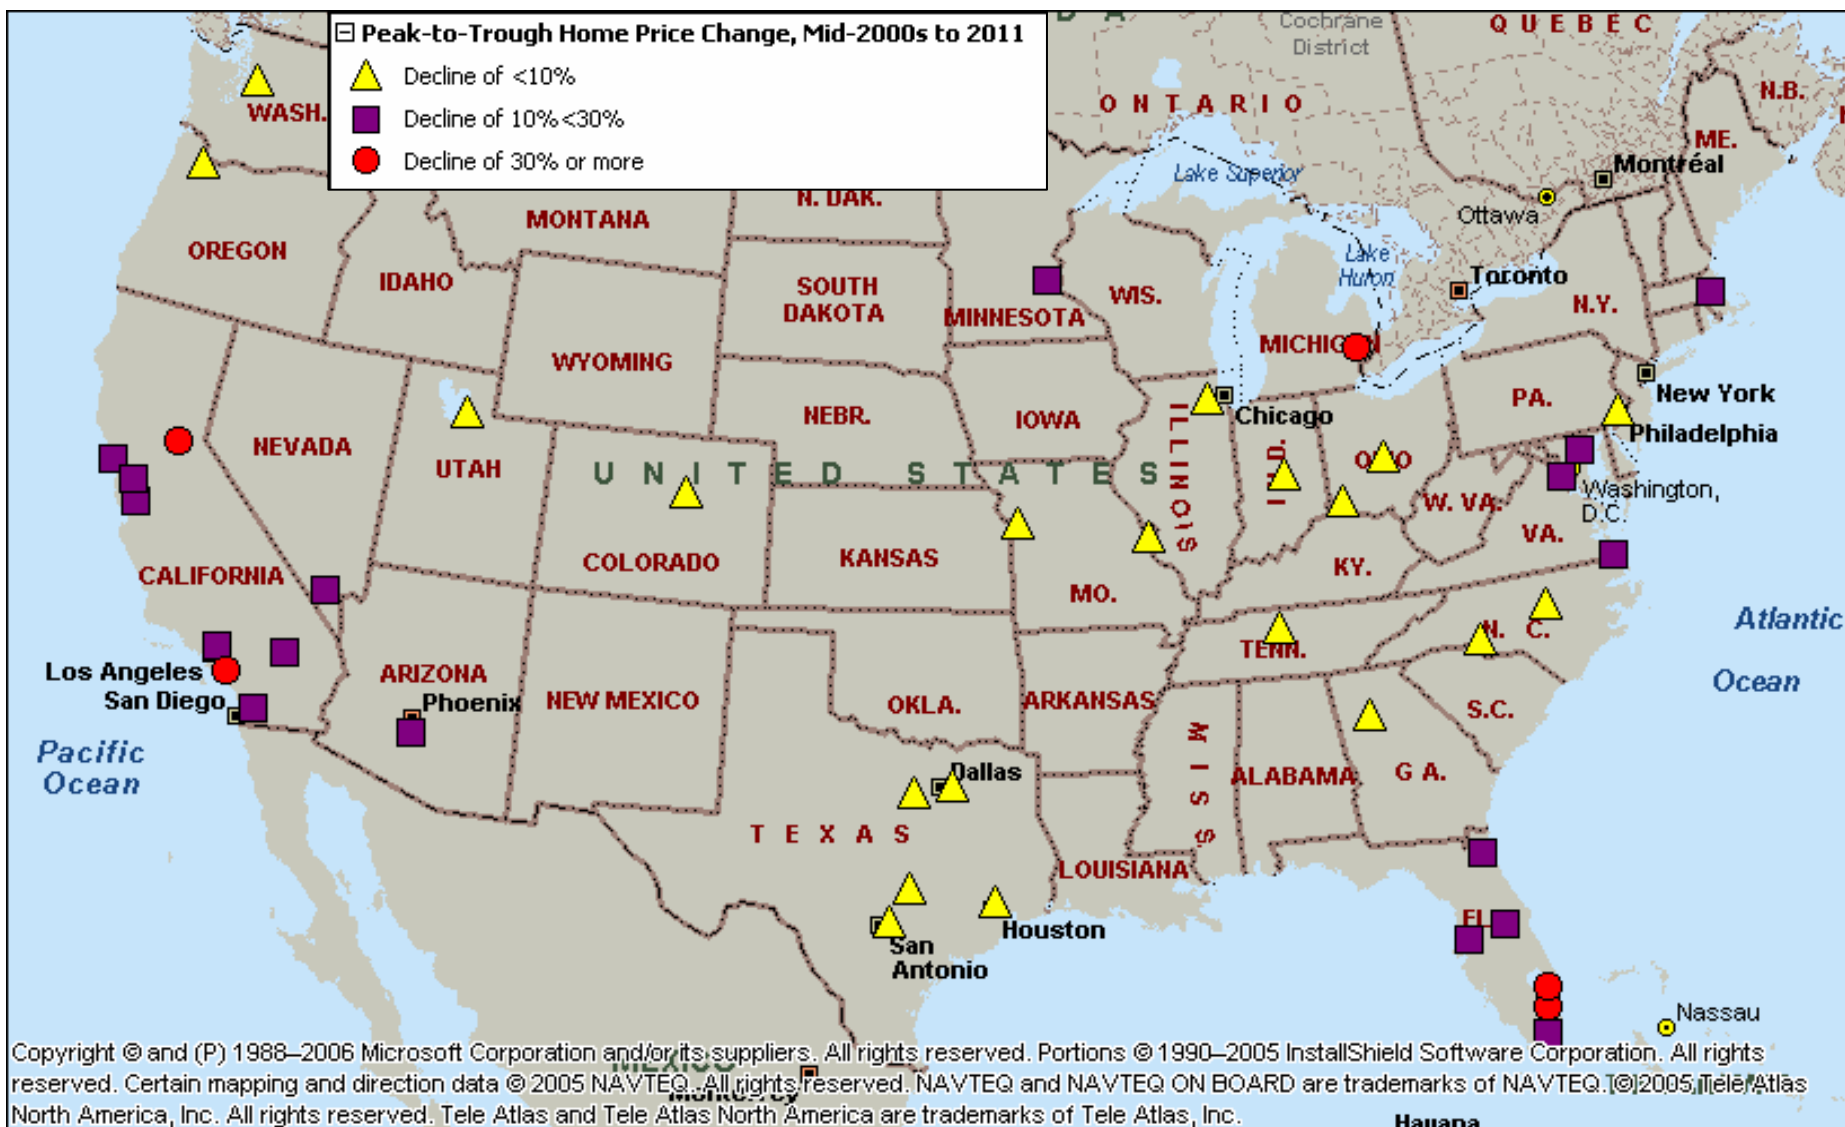 Peak-to-Trough Home Price Change, Mid-2000s to 2011
Decline of <10%
Decline of 10%<30%
Decline of 30% or more
D A
Cochrane
District
QUEBEC
ONTARIO
N.B.
ME.
WASH.
Lake Superior
Montréal
Ottawa
MONTANA
N. DAK.
OREGON
IDAHO
SOUTH
DAKOTA
MINNESOTA
WIS.
Lake
Huron
Toronto
N.Y.
WYOMING
MICHIG
NEBR.
IOWA
ILLINOIS
Chicago
PA.
New York
Philadelphia
NEVADA
UTAH
UNITED STATES
IND.
O O
W. VA.
Washington,
D.C.
VA.
COLORADO
KANSAS
MO.
KY.
CALIFORNIA
Atlantic
Ocean
TENN.
N. C.
Los Angeles
San Diego
ARIZONA
Phoenix
NEW MEXICO
OKLA.
ARKANSAS
S.C.
Pacific
Ocean
MISS.
ALABAMA
GA.
Dallas
TEXAS
LOUISIANA
FL
Houston
San
Antonio
Nassau
MEXICO
Monterrey
Copyright © and (P) 1988–2006 Microsoft Corporation and/or its suppliers. All rights reserved. Portions © 1990–2005 InstallShield Software Corporation. All rights
reserved. Certain mapping and direction data © 2005 NAVTEQ. All rights reserved. NAVTEQ and NAVTEQ ON BOARD are trademarks of NAVTEQ. © 2005 Tele Atlas
North America, Inc. All rights reserved. Tele Atlas and Tele Atlas North America are trademarks of Tele Atlas, Inc.
Havana